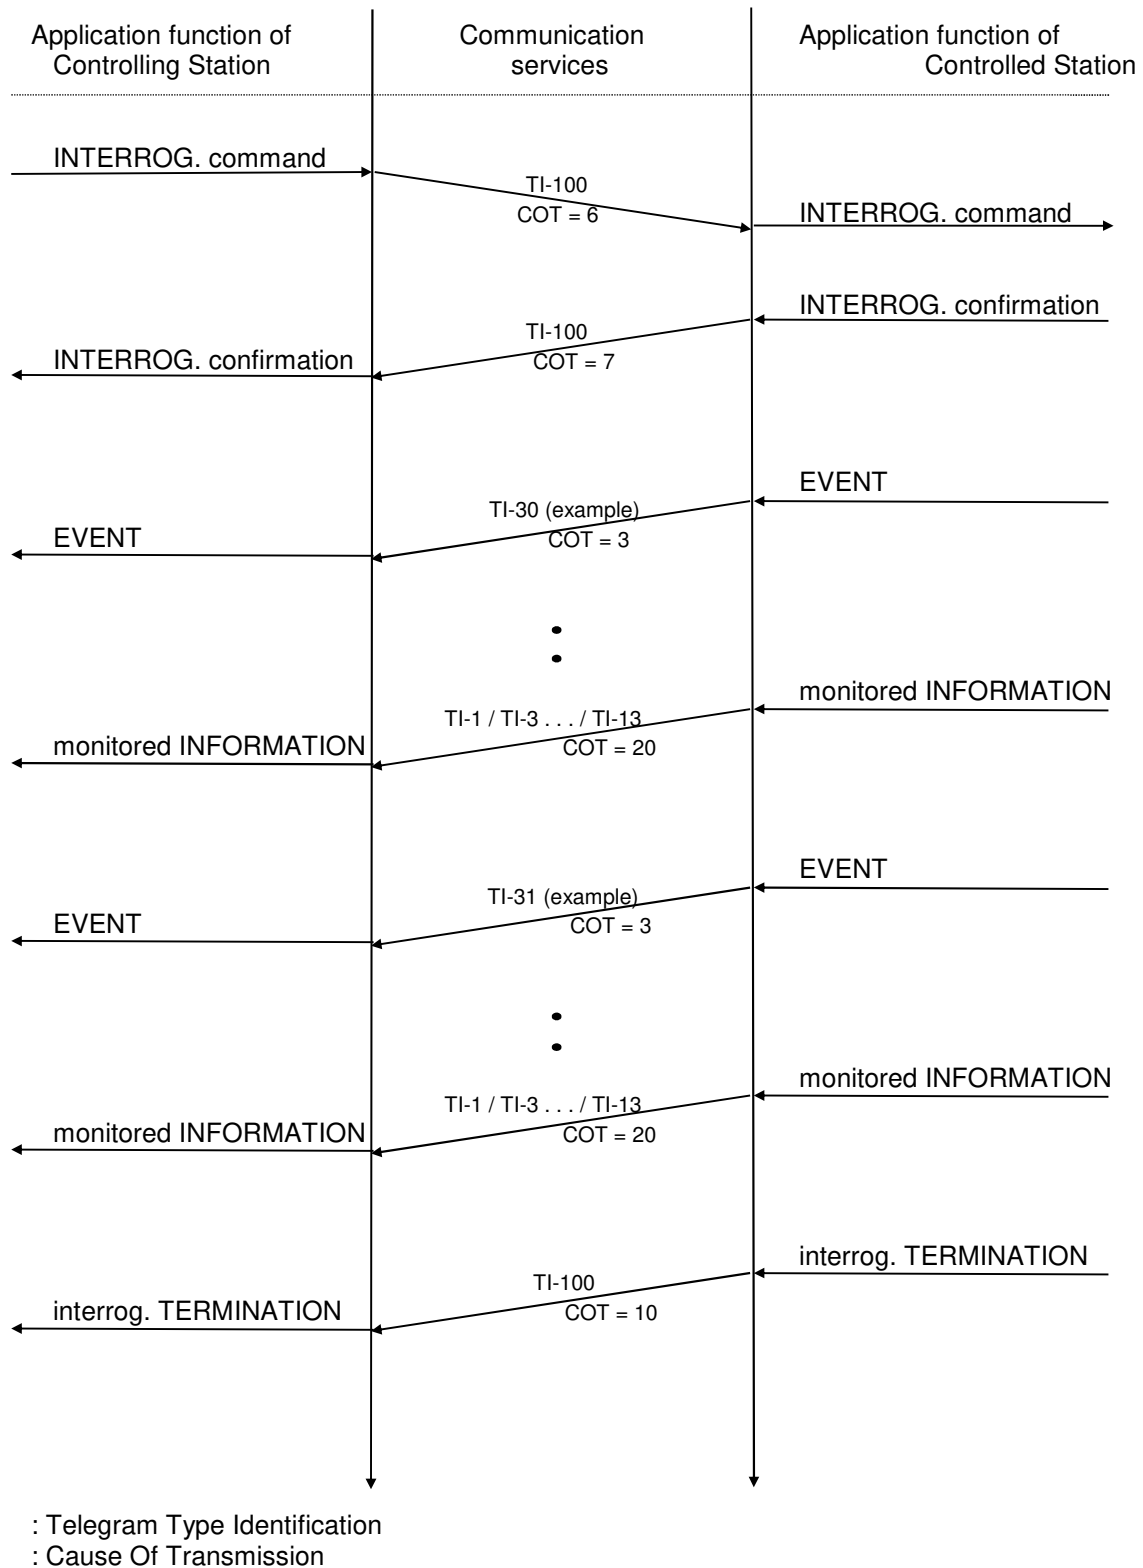 Application function of
Controlling Station
Communication
services
Application function of
Controlled Station
INTERROG. command
TI-100
COT = 6
INTERROG. command
INTERROG. confirmation
TI-100
COT = 7
INTERROG. confirmation
EVENT
TI-30 (example)
COT = 3
EVENT
monitored INFORMATION
TI-1 / TI-3 . . . / TI-13
COT = 20
monitored INFORMATION
EVENT
TI-31 (example)
COT = 3
EVENT
monitored INFORMATION
TI-1 / TI-3 . . . / TI-13
COT = 20
monitored INFORMATION
interrog. TERMINATION
TI-100
COT = 10
interrog. TERMINATION
: Telegram Type Identification
: Cause Of Transmission